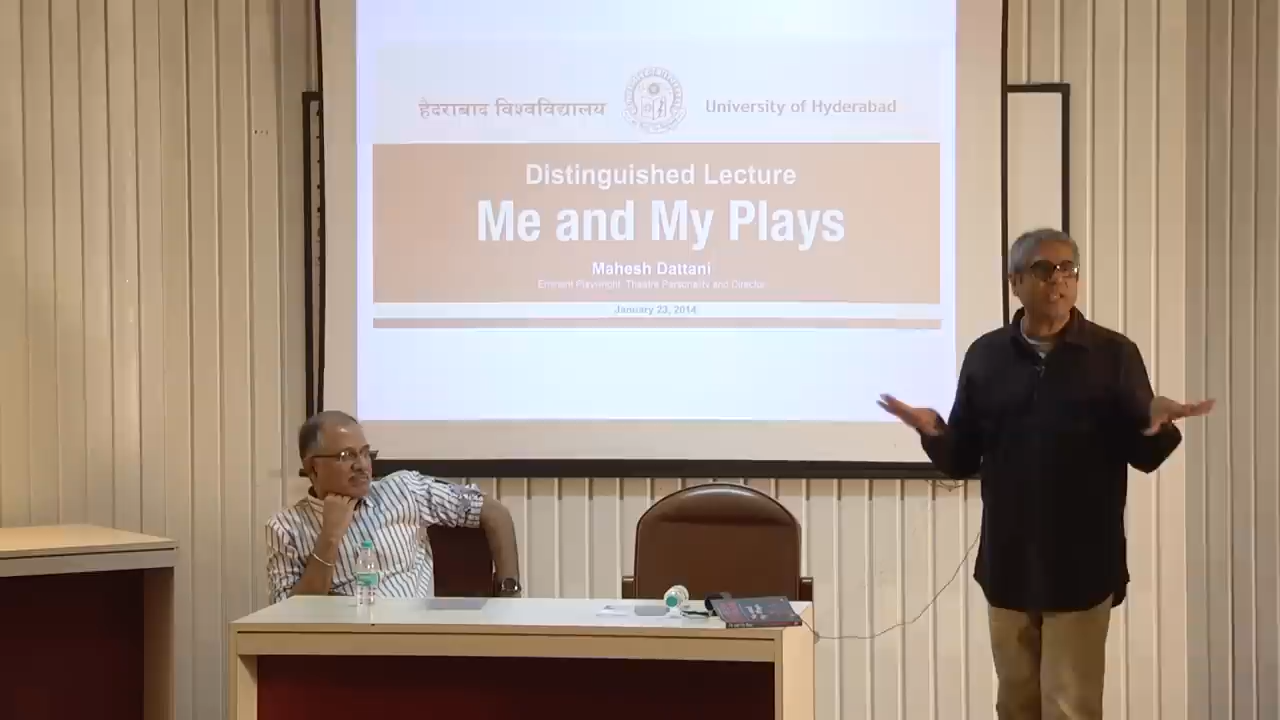 हैदराबाद विश्वविद्यालय
University of Hyderabad
Distinguished Lecture
Me and My Plays
Mahesh Dattani
Eminent Playwright, Theatre Personality and Director
January 23, 2014